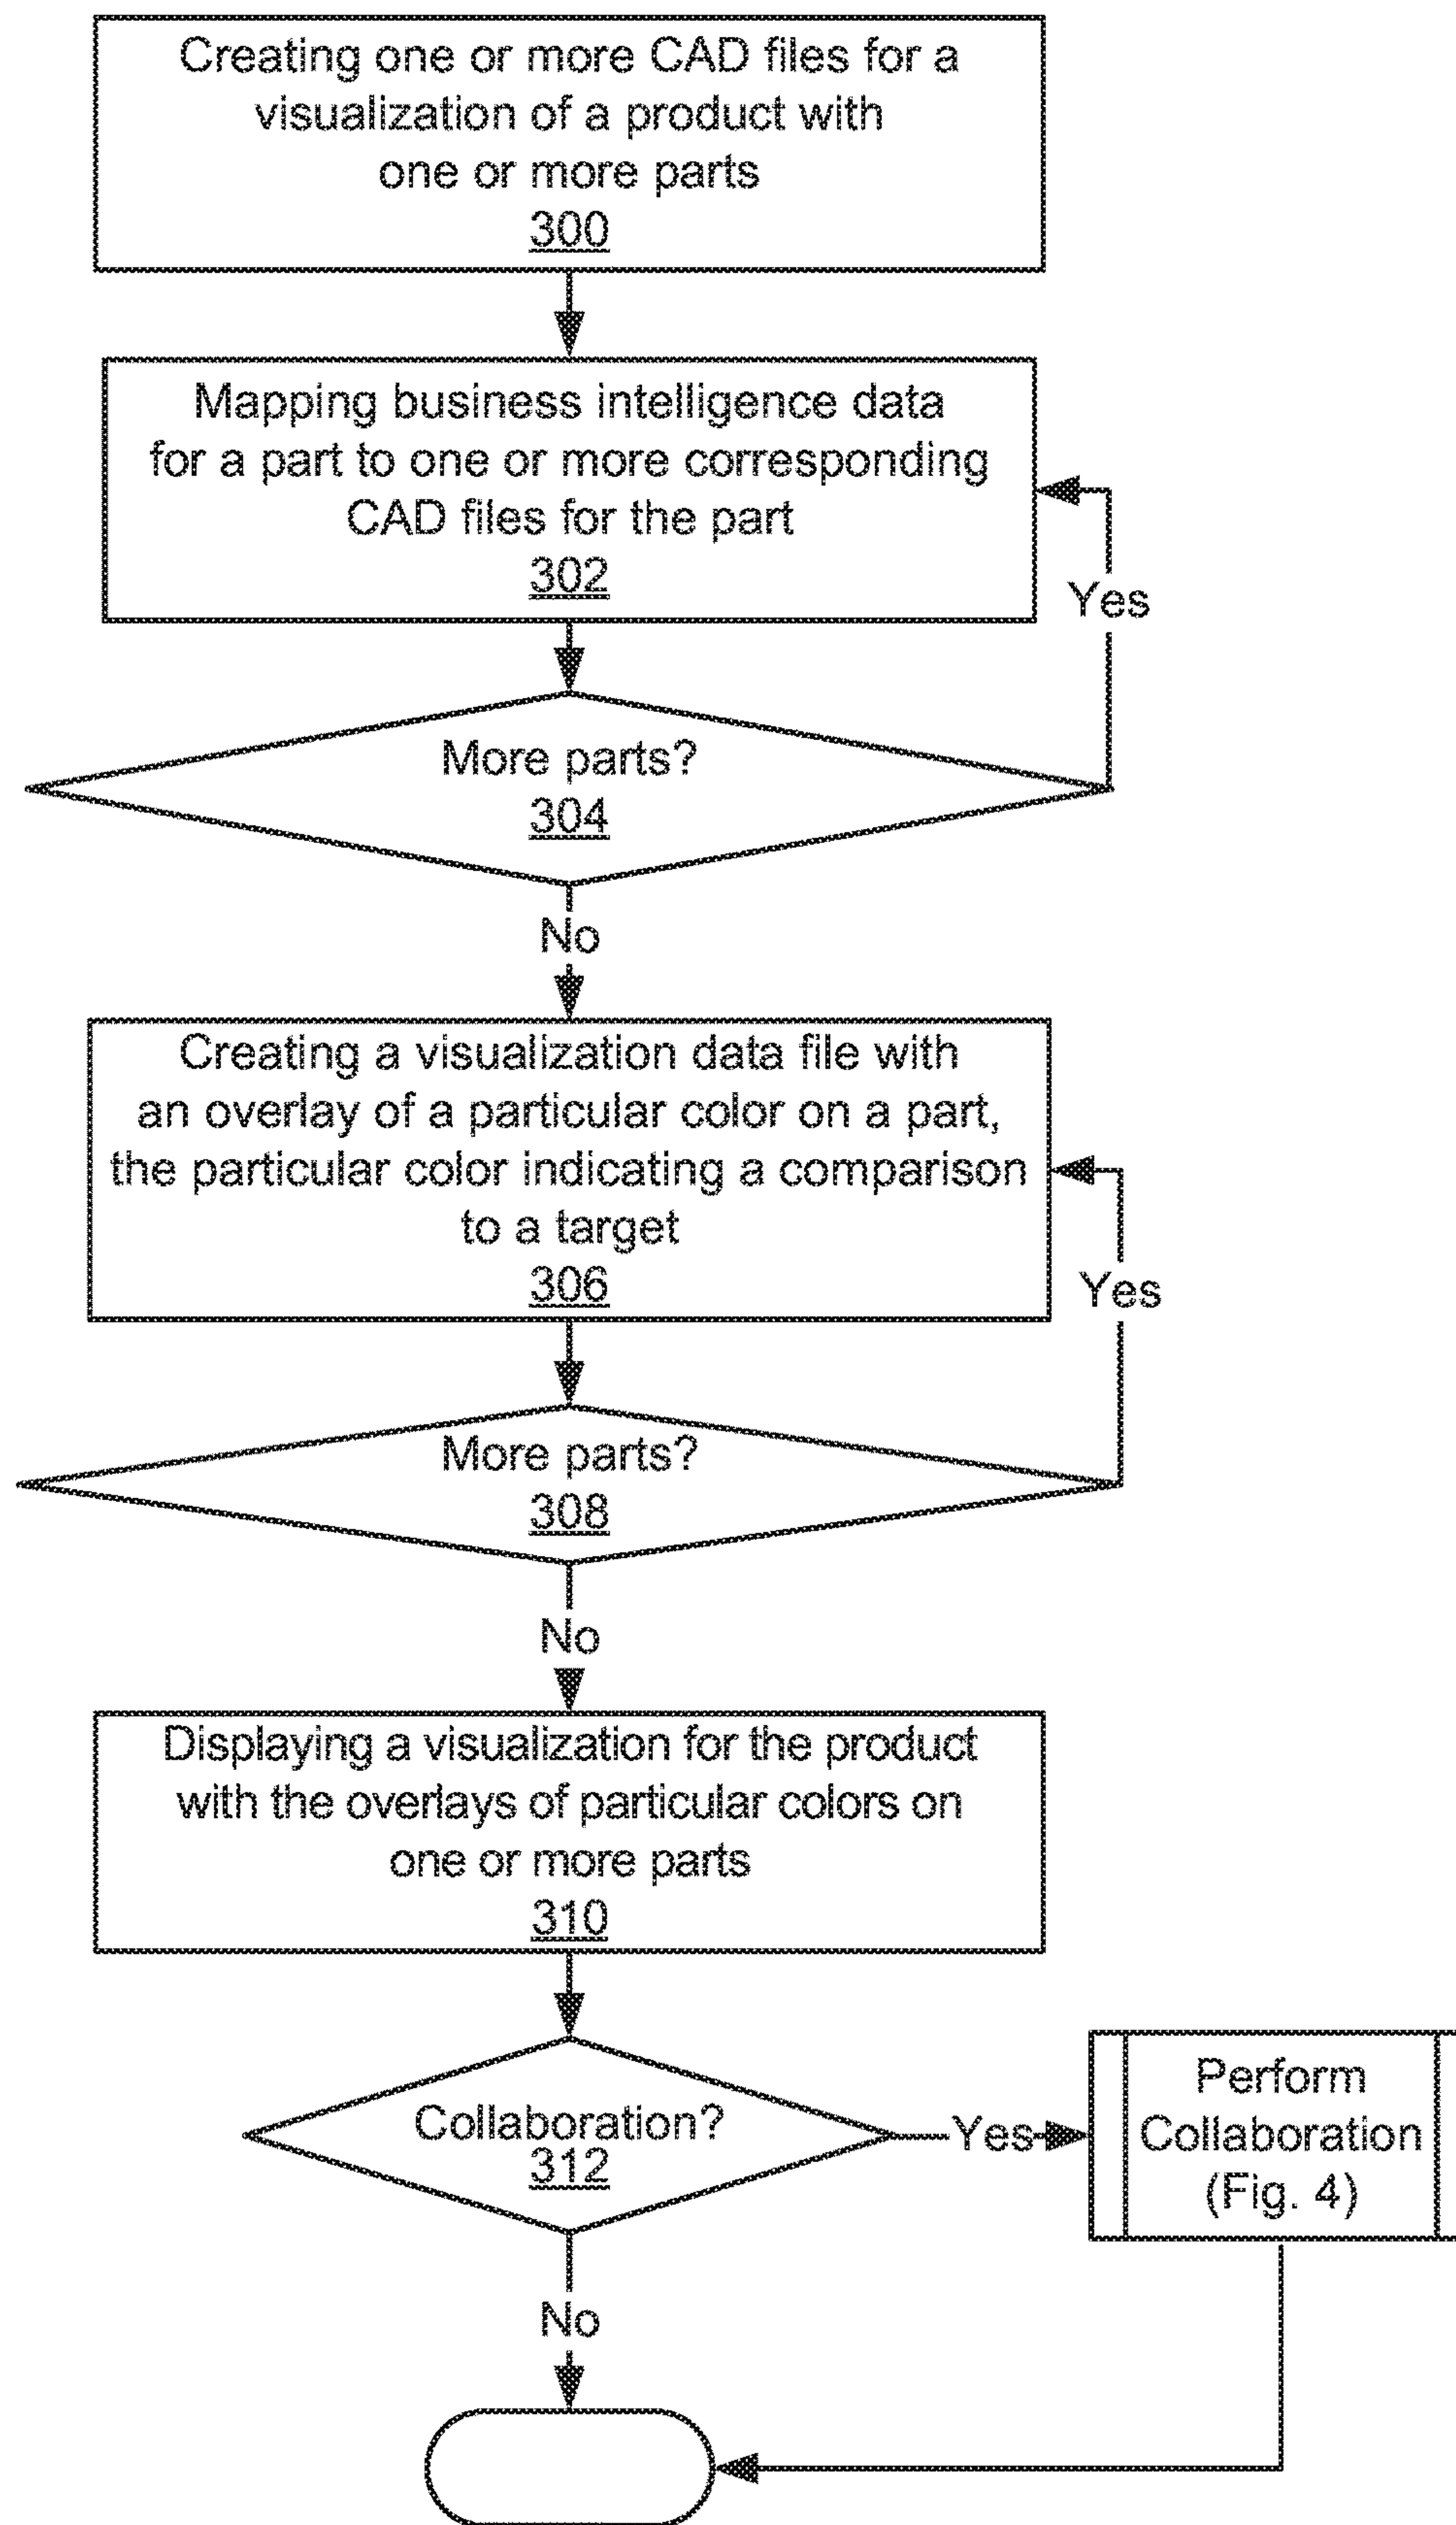 Creating one or more CAD files for a
visualization of a product with
one or more parts
300
Mapping business intelligence data
for a part to one or more corresponding
CAD files for the part
302
Yes
More parts?
304
No
Creating a visualization data file with
an overlay of a particular color on a part,
the particular color indicating a comparison
to a target
306
Yes
More parts?
308
No
Displaying a visualization for the product
with the overlays of particular colors on
one or more parts
310
Collaboration?
312
Yes
Perform
Collaboration
(Fig. 4)
No